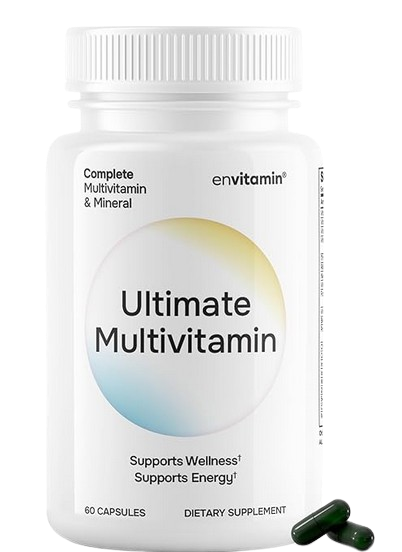 Complete
Multivitamin
& Mineral
envitamin®
Ultimate
Multivitamin
Supports Wellness†
Supports Energy†
60 CAPSULES
DIETARY SUPPLEMENT